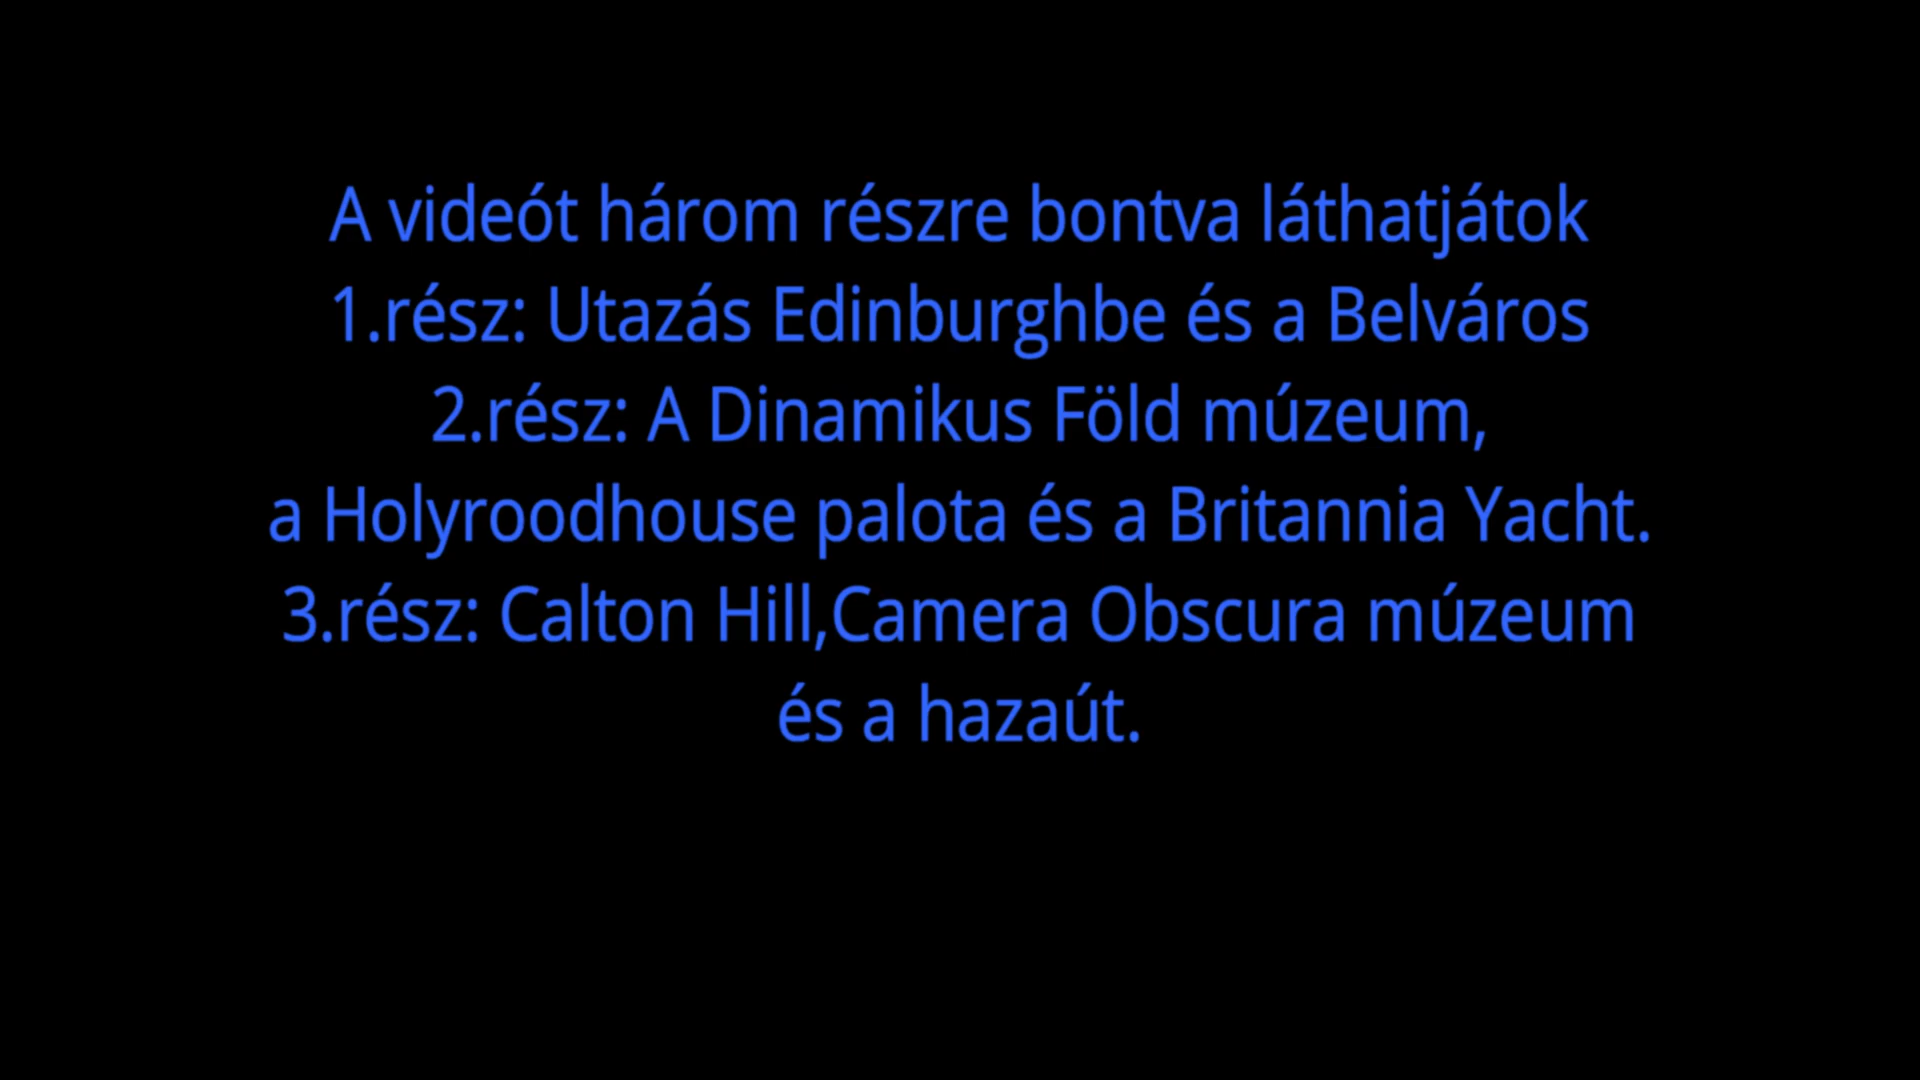 A videót három részre bontva láthatjátok
1.rész: Utazás Edinburghbe és a Belváros
2.rész: A Dinamikus Föld múzeum,
a Holyroodhouse palota és a Britannia Yacht.
3.rész: Calton Hill,Camera Obscura múzeum
és a hazaút.